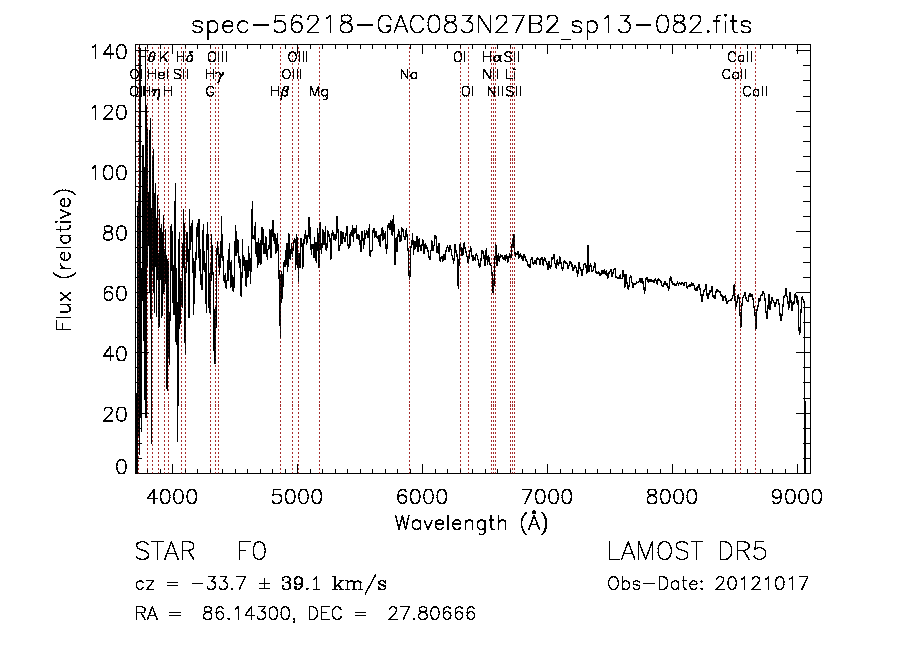 spec-56218-GAC083N27B2_sp13-082.fits
Hθ K Hδ OIII OIII OI Hα SII CaII
OII HeI SII Hγ OIII Na NII Li CaII
OII Hη H G Hβ Mg OI NII SII CaII
140
120
100
80
60
40
20
0
Flux (relative)
4000 5000 6000 7000 8000 9000
Wavelength (Å)
STAR F0 LAMOST DR5
cz = -33.7 ± 39.1 km/s Obs-Date: 20121017
RA = 86.14300, DEC = 27.80666